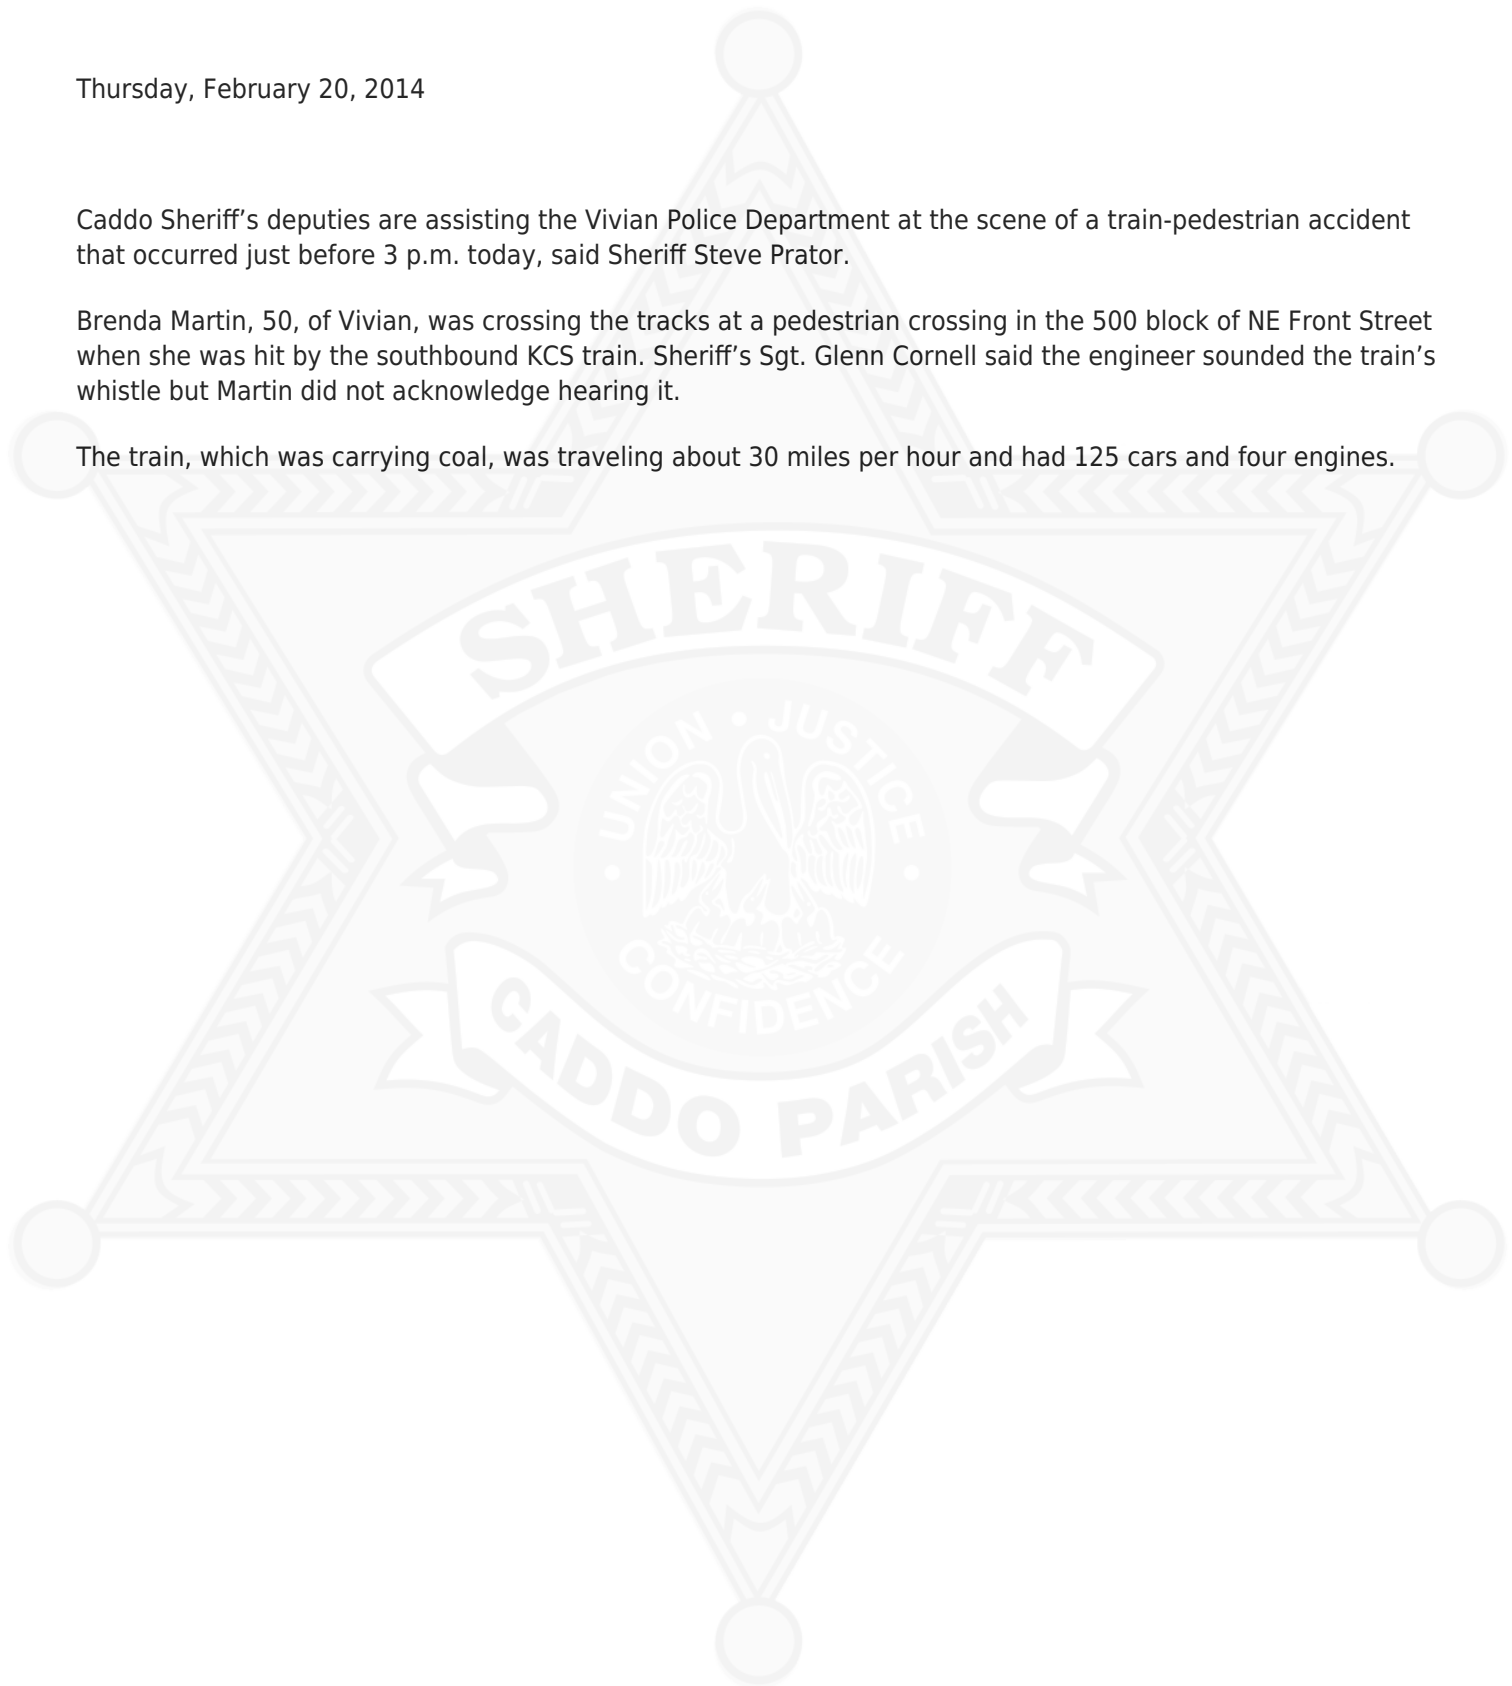 Thursday, February 20, 2014
Caddo Sheriff’s deputies are assisting the Vivian Police Department at the scene of a train-pedestrian accident
that occurred just before 3 p.m. today, said Sheriff Steve Prator.
Brenda Martin, 50, of Vivian, was crossing the tracks at a pedestrian crossing in the 500 block of NE Front Street
when she was hit by the southbound KCS train. Sheriff’s Sgt. Glenn Cornell said the engineer sounded the train’s
whistle but Martin did not acknowledge hearing it.
The train, which was carrying coal, was traveling about 30 miles per hour and had 125 cars and four engines.
SHERIFF
UNION • JUSTICE •
• CONFIDENCE
CADDO PARISH